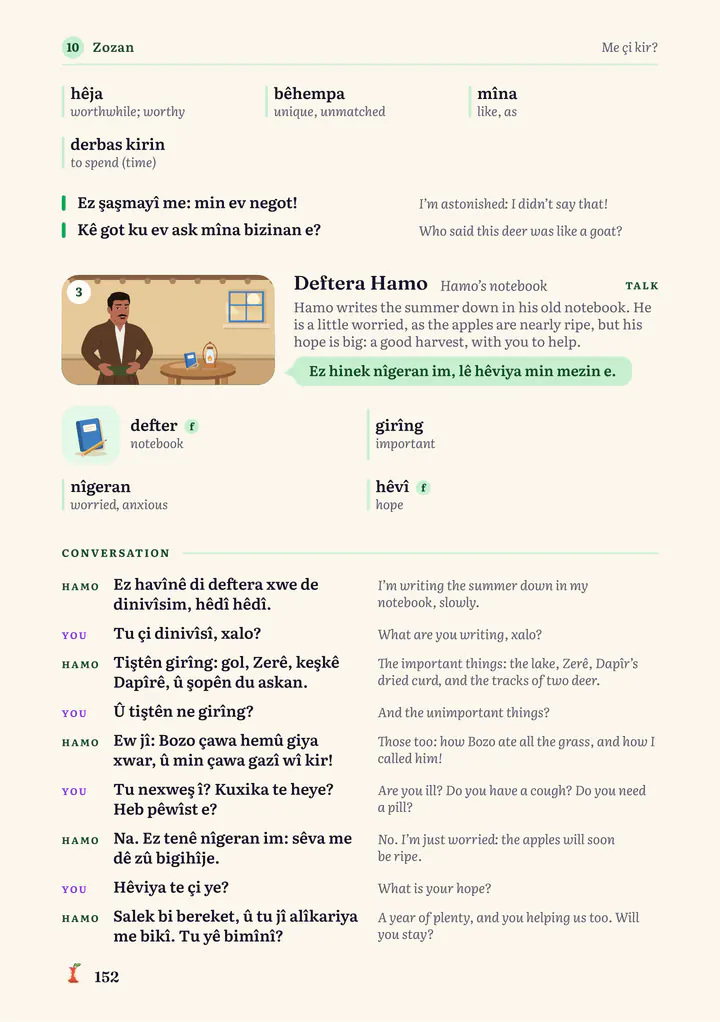 10 Zozan
Me çi kir?
hêja
worthwhile; worthy
bêhempa
unique, unmatched
mîna
like, as
derbas kirin
to spend (time)
Ez şaşmayî me: min ev negot!
I'm astonished: I didn't say that!
Kê got ku ev ask mîna bizinan e?
Who said this deer was like a goat?
3
Deftera Hamo Hamo's notebook TALK
Hamo writes the summer down in his old notebook. He
is a little worried, as the apples are nearly ripe, but his
hope is big: a good harvest, with you to help.
Ez hinek nîgeran im, lê hêviya min mezin e.
defter f
notebook
girîng
important
nîgeran
worried, anxious
hêvî f
hope
CONVERSATION
HAMO Ez havînê di deftera xwe de
dinivîsim, hêdî hêdî.
I'm writing the summer down in my
notebook, slowly.
YOU Tu çi dinivîsî, xalo?
What are you writing, xalo?
HAMO Tiştên girîng: gol, Zerê, keşkê
Dapîrê, û şopên du askan.
The important things: the lake, Zerê, Dapîr's
dried curd, and the tracks of two deer.
YOU Û tiştên ne girîng?
And the unimportant things?
HAMO Ew jî: Bozo çawa hemû giya
xwar, û min çawa gazî wî kir!
Those too: how Bozo ate all the grass, and how I
called him!
YOU Tu nexweş î? Kuxika te heye?
Heb pêwîst e?
Are you ill? Do you have a cough? Do you need
a pill?
HAMO Na. Ez tenê nîgeran im: sêva me
dê zû bigihîje.
No. I'm just worried: the apples will soon
be ripe.
YOU Hêviya te çi ye?
What is your hope?
HAMO Salek bi bereket, û tu jî alîkariya
me bikî. Tu yê bimînî?
A year of plenty, and you helping us too. Will
you stay?
152